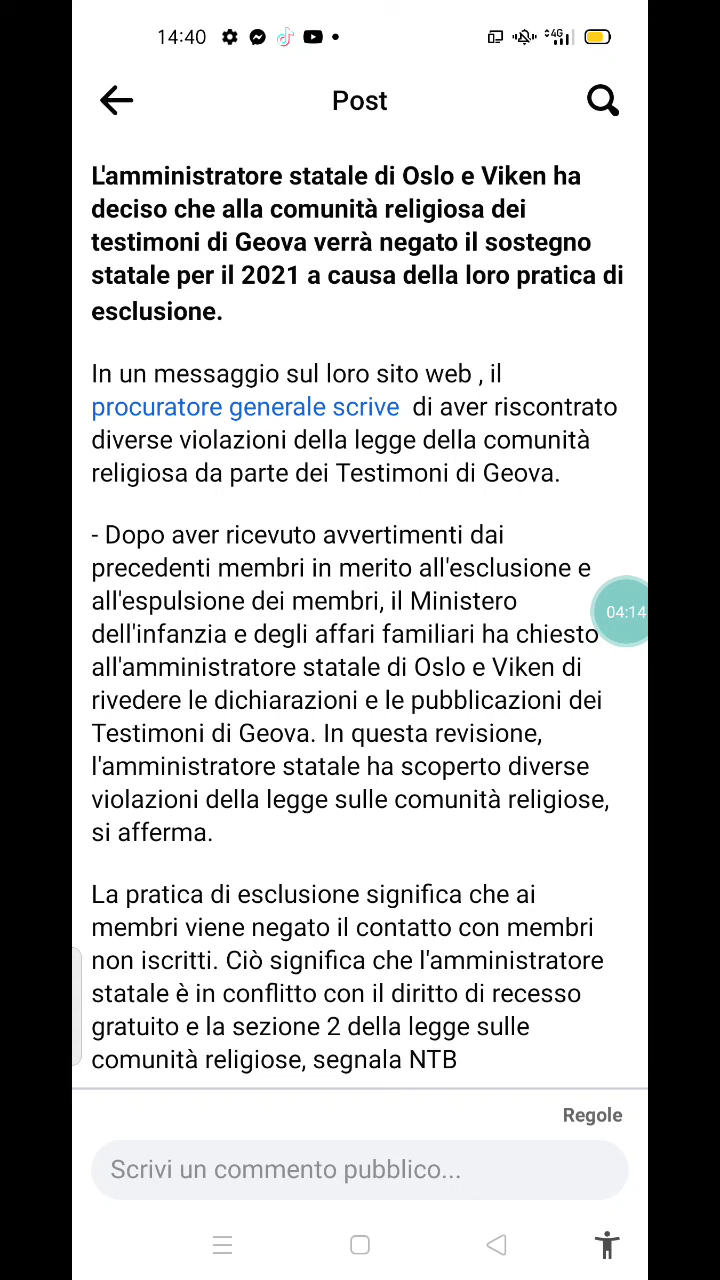 14:40
4G
Post
L'amministratore statale di Oslo e Viken ha
deciso che alla comunità religiosa dei
testimoni di Geova verrà negato il sostegno
statale per il 2021 a causa della loro pratica di
esclusione.
In un messaggio sul loro sito web , il
procuratore generale scrive di aver riscontrato
diverse violazioni della legge della comunità
religiosa da parte dei Testimoni di Geova.
- Dopo aver ricevuto avvertimenti dai
precedenti membri in merito all'esclusione e
all'espulsione dei membri, il Ministero
dell'infanzia e degli affari familiari ha chiesto
all'amministratore statale di Oslo e Viken di
rivedere le dichiarazioni e le pubblicazioni dei
Testimoni di Geova. In questa revisione,
l'amministratore statale ha scoperto diverse
violazioni della legge sulle comunità religiose,
si afferma.
04:14
La pratica di esclusione significa che ai
membri viene negato il contatto con membri
non iscritti. Ciò significa che l'amministratore
statale è in conflitto con il diritto di recesso
gratuito e la sezione 2 della legge sulle
comunità religiose, segnala NTB
Regole
Scrivi un commento pubblico...